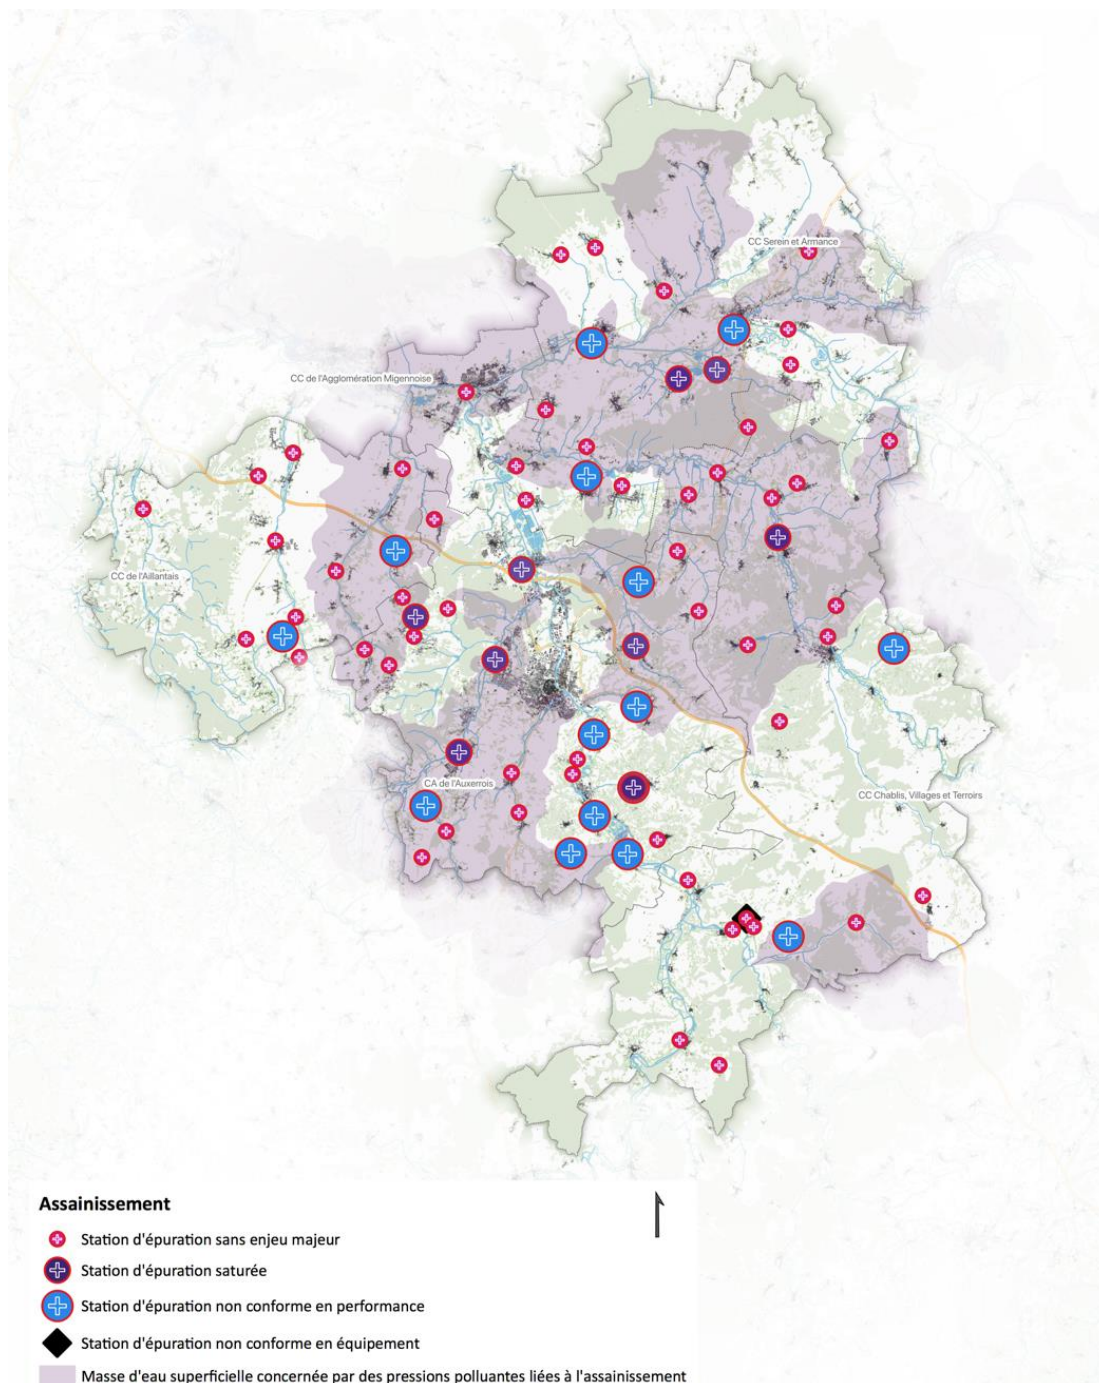 CC Serein et Armance
CC de l'Agglomération Migennoise
CC de l'Aillantais
CA de l'Auxerrois
CC Chablis, Villages et Terroirs
Assainissement
Station d'épuration sans enjeu majeur
Station d'épuration saturée
Station d'épuration non conforme en performance
Station d'épuration non conforme en équipement
Masse d'eau superficielle concernée par des pressions polluantes liées à l'assainissement